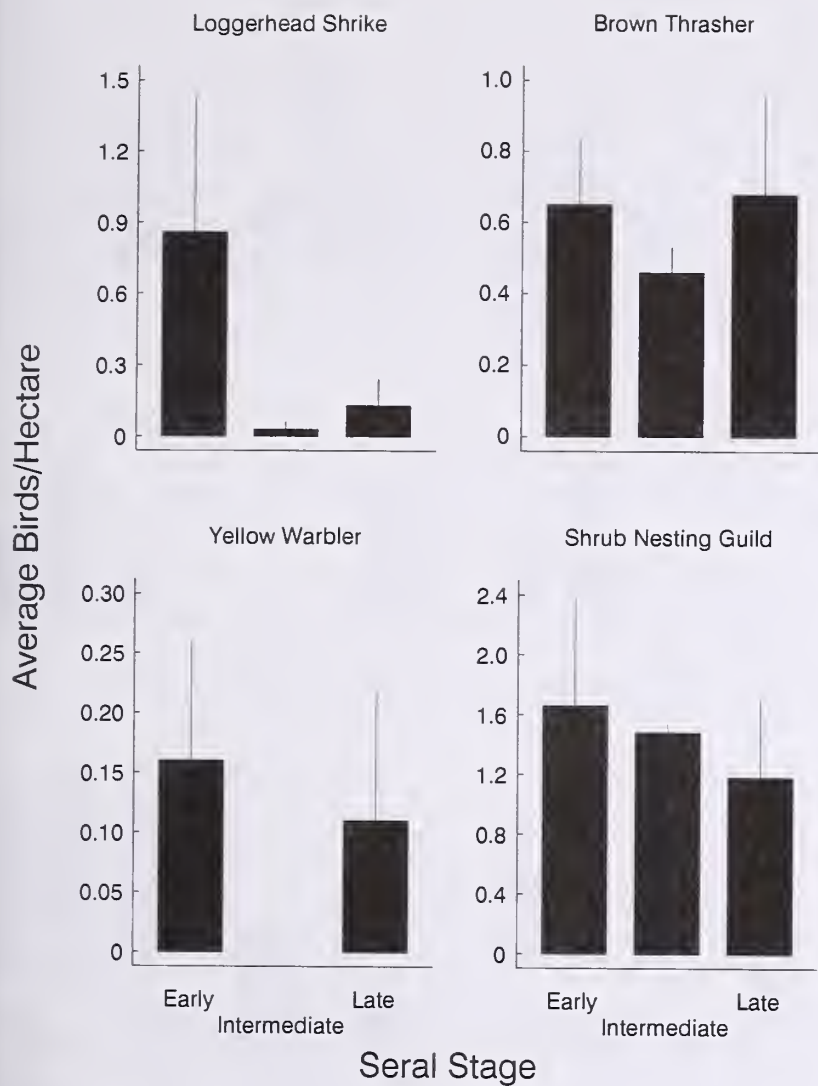 Loggerhead Shrike
Brown Thrasher
1.5
1.2
0.9
0.6
0.3
0
1.0
0.8
0.6
0.4
0.2
0
Average Birds/Hectare
Yellow Warbler
Shrub Nesting Guild
0.30
0.25
0.20
0.15
0.10
0.05
0
2.4
2.0
1.6
1.2
0.8
0.4
0
Early
Late
Intermediate
Early
Late
Intermediate
Seral Stage